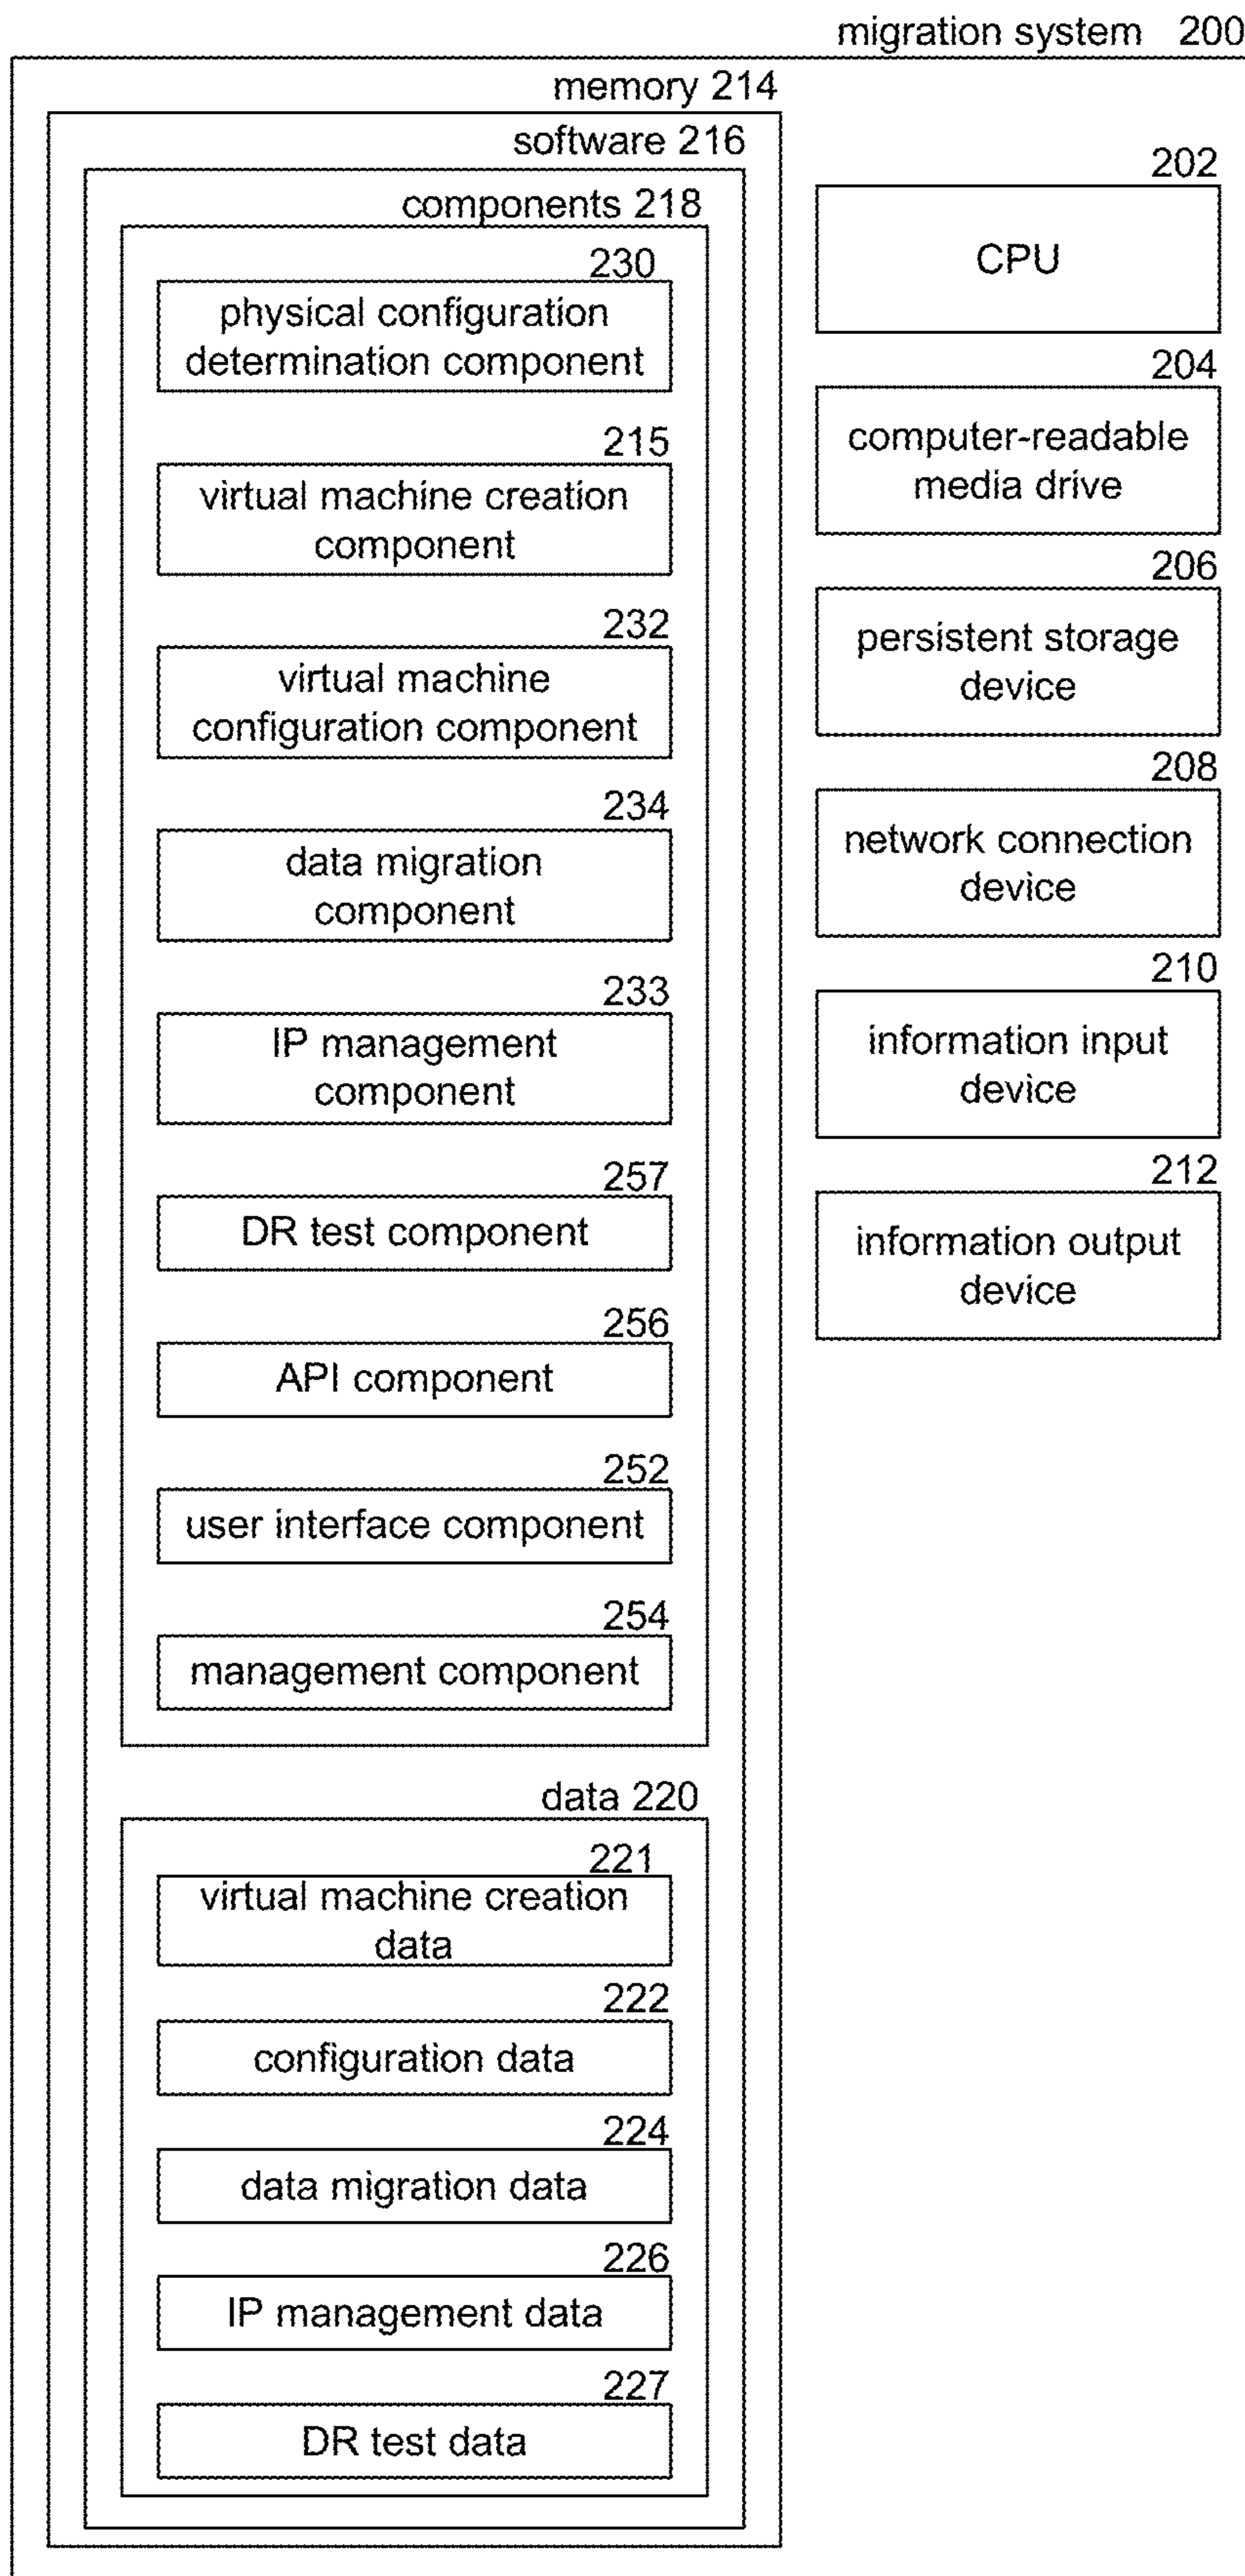 migration system 200
memory 214
software 216
components 218
230
physical configuration
determination component
215
virtual machine creation
component
232
virtual machine
configuration component
234
data migration
component
233
IP management
component
257
DR test component
256
API component
252
user interface component
254
management component
data 220
221
virtual machine creation
data
222
configuration data
224
data migration data
226
IP management data
227
DR test data
202
CPU
204
computer-readable
media drive
206
persistent storage
device
208
network connection
device
210
information input
device
212
information output
device